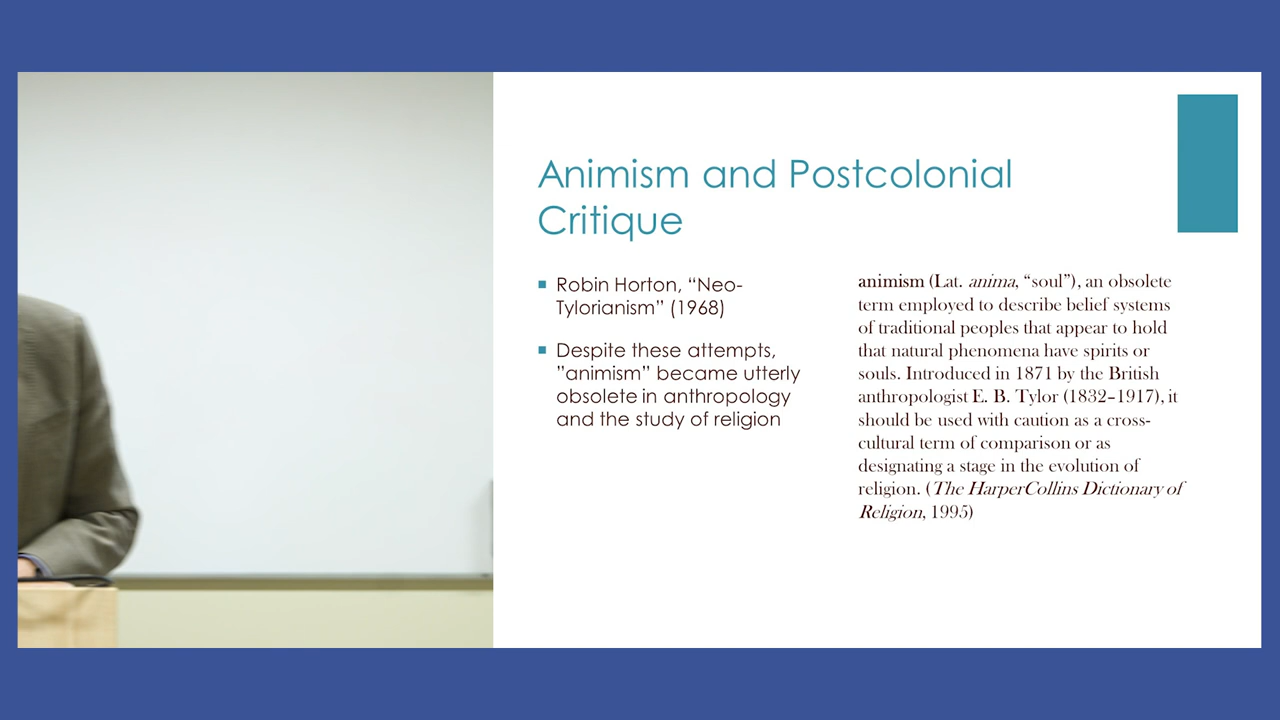 Animism and Postcolonial
Critique
Robin Horton, “Neo-
Tylorianism” (1968)
Despite these attempts,
”animism” became utterly
obsolete in anthropology
and the study of religion
animism (Lat. anima, “soul”), an obsolete
term employed to describe belief systems
of traditional peoples that appear to hold
that natural phenomena have spirits or
souls. Introduced in 1871 by the British
anthropologist E. B. Tylor (1832–1917), it
should be used with caution as a cross-
cultural term of comparison or as
designating a stage in the evolution of
religion. (The HarperCollins Dictionary of
Religion, 1995)